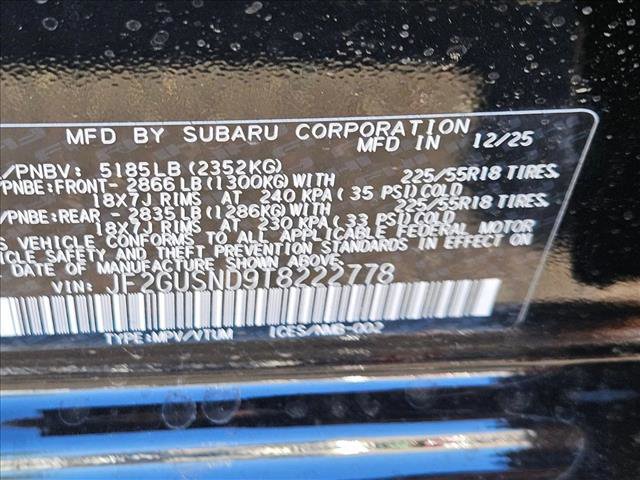 MFD BY SUBARU CORPORATION
MFD IN 12/25
/PNBV: 5185LB(2352KG)
/PNBE:FRONT- 2866LB(1300KG)WITH 225/55R18 TIRES.
18X7J RIMS AT 240 KPA( 35 PSI)COLD
/PNBE:REAR - 2835LB(1286KG)WITH 225/55R18 TIRES.
18X7J RIMS AT 230 KPA( 33 PSI)COLD
S VEHICLE CONFORMS TO ALL APPLICABLE FEDERAL MOTOR
VEHICLE SAFETY AND THEFT PREVENTION STANDARDS IN EFFECT ON
DATE OF MANUFACTURE SHOWN ABOVE.
VIN: JF2GUSND9T8222778
TYPE:MPV/VTUM ICES/NMB-002